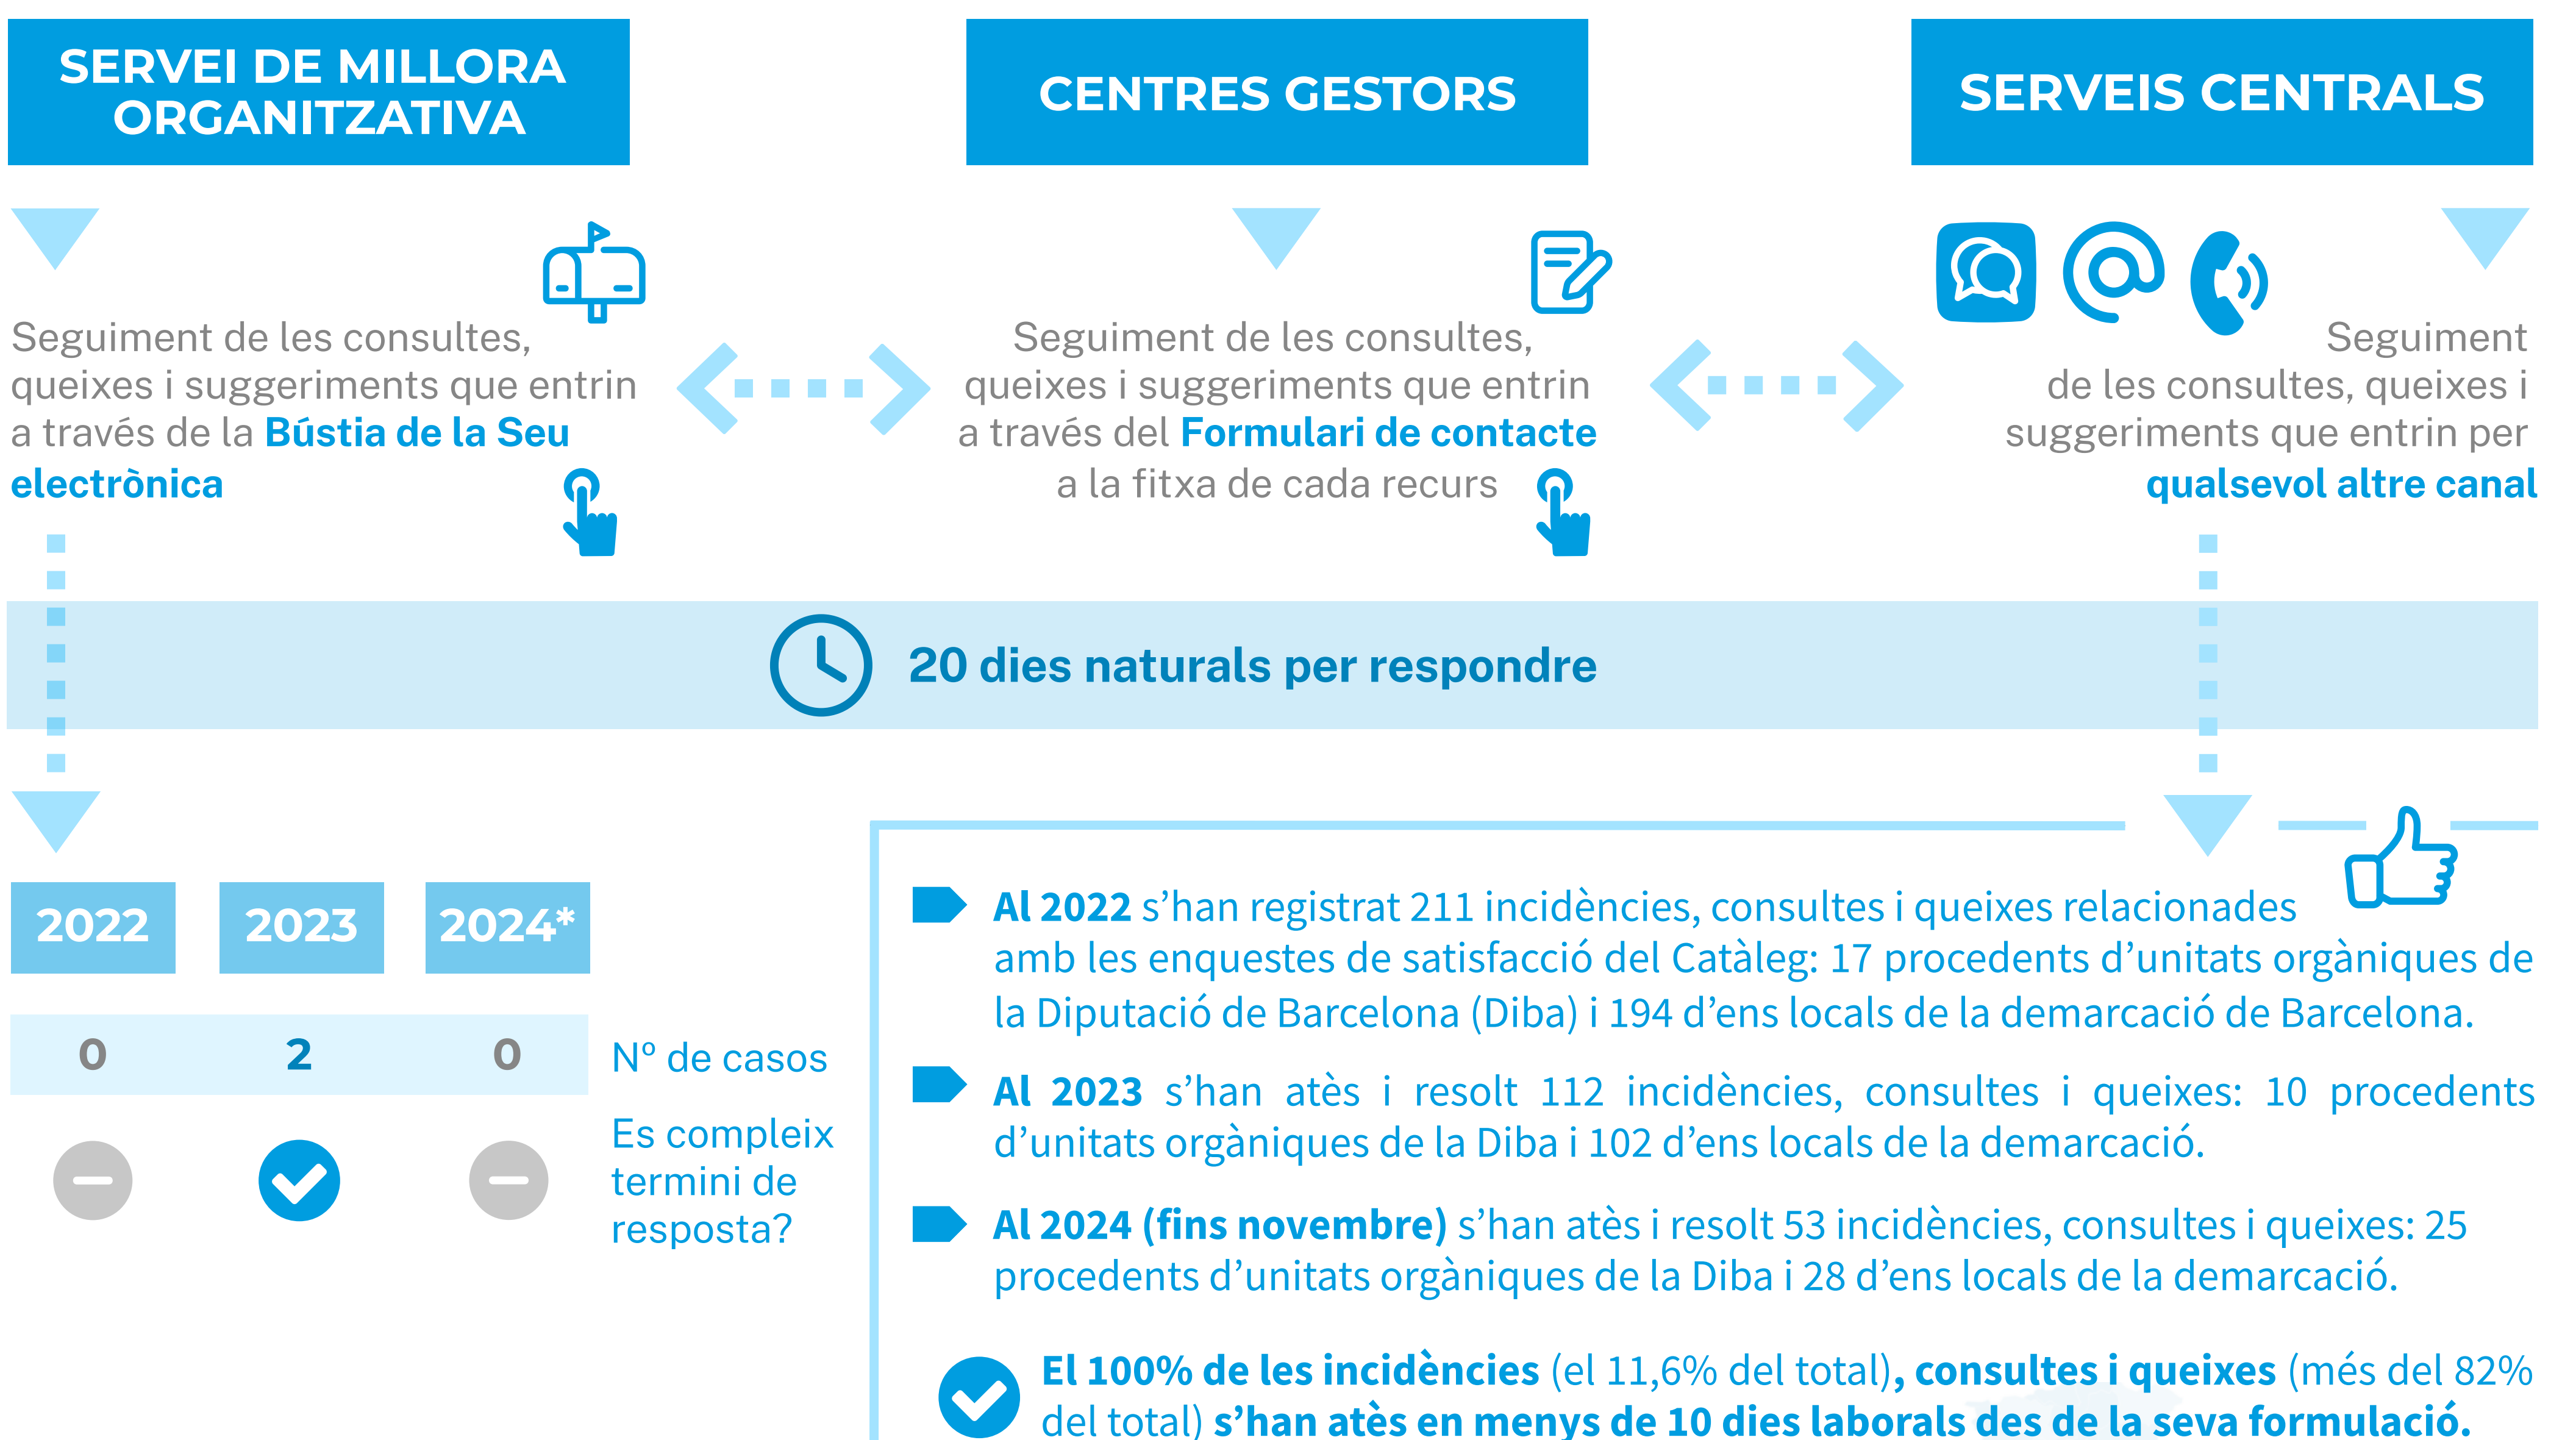 SERVEI DE MILLORA
ORGANITZATIVA
CENTRES GESTORS
SERVEIS CENTRALS
Seguiment de les consultes,
queixes i suggeriments que entrin
a través de la Bústia de la Seu
electrònica
Seguiment de les consultes,
queixes i suggeriments que entrin
a través del Formulari de contacte
a la fitxa de cada recurs
Seguiment
de les consultes, queixes i
suggeriments que entrin per
qualsevol altre canal
20 dies naturals per respondre
2022 2023 2024*
0 2 0 Nº de casos
Es compleix
termini de
resposta?
Al 2022 s’han registrat 211 incidències, consultes i queixes relacionades
amb les enquestes de satisfacció del Catàleg: 17 procedents d’unitats orgàniques de
la Diputació de Barcelona (Diba) i 194 d’ens locals de la demarcació de Barcelona.
Al 2023 s’han atès i resolt 112 incidències, consultes i queixes: 10 procedents
d’unitats orgàniques de la Diba i 102 d’ens locals de la demarcació.
Al 2024 (fins novembre) s’han atès i resolt 53 incidències, consultes i queixes: 25
procedents d’unitats orgàniques de la Diba i 28 d’ens locals de la demarcació.
El 100% de les incidències (el 11,6% del total), consultes i queixes (més del 82%
del total) s’han atès en menys de 10 dies laborals des de la seva formulació.